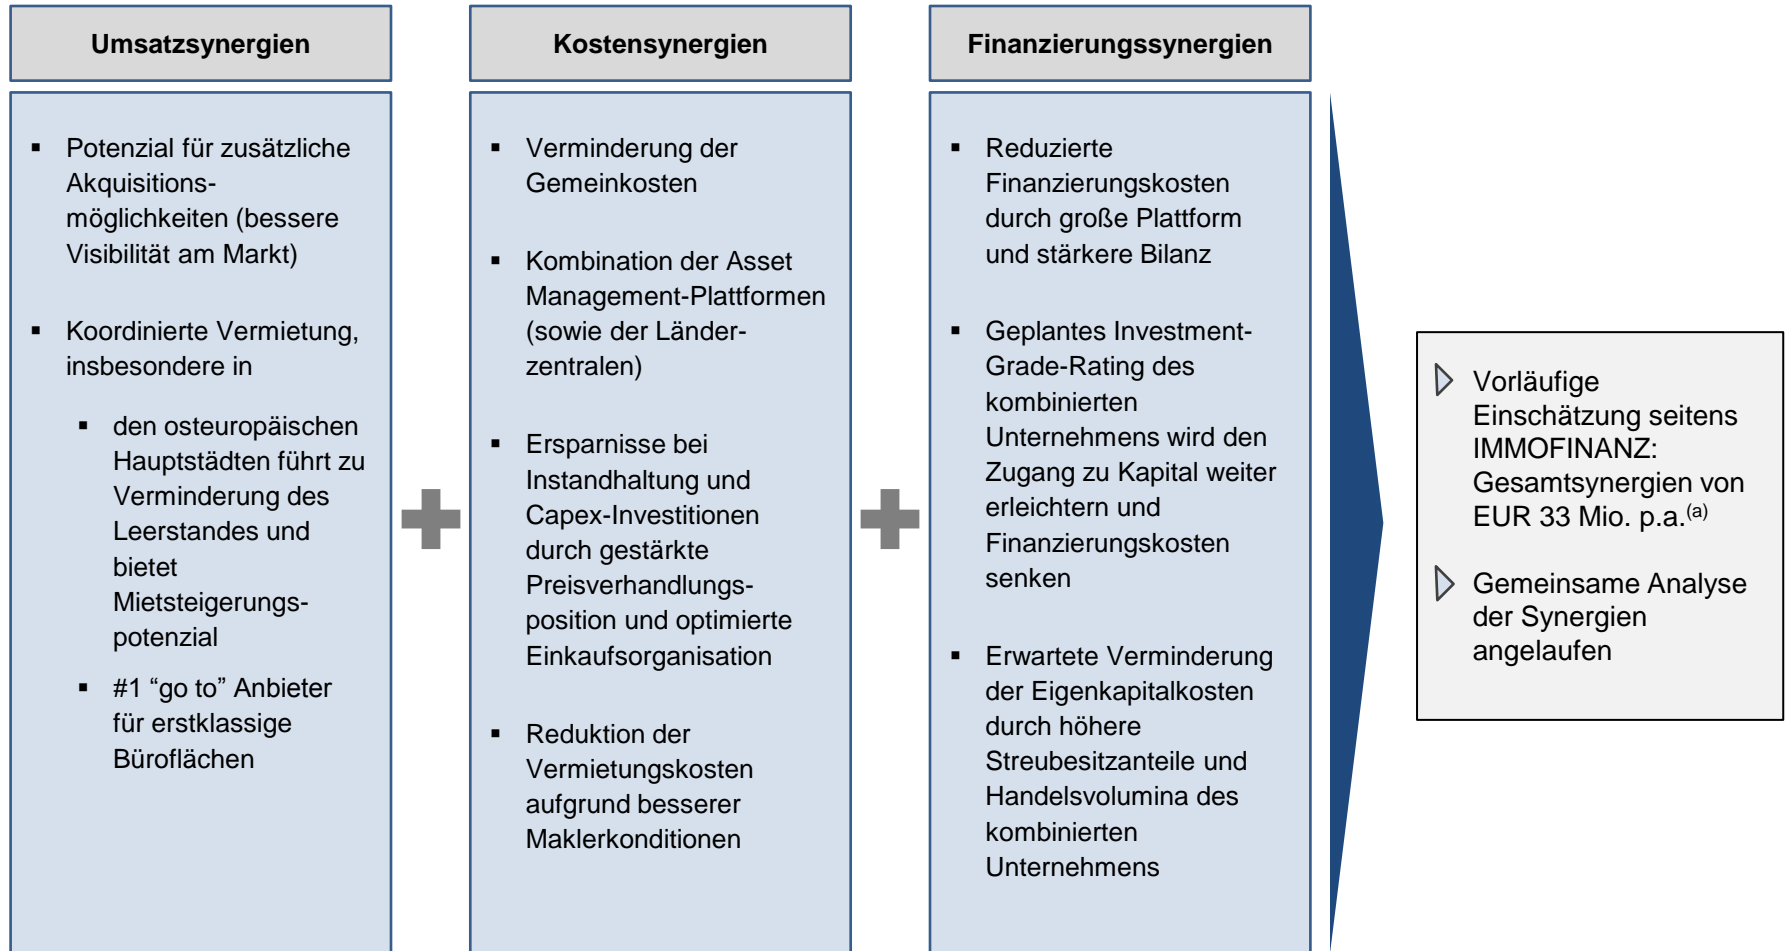 Umsatzsynergien
▪ Potenzial für zusätzliche
Akquisitions-
möglichkeiten (bessere
Visibilität am Markt)
▪ Koordinierte Vermietung,
insbesondere in
▪ den osteuropäischen
Hauptstädten führt zu
Verminderung des
Leerstandes und
bietet
Mietsteigerungs-
potenzial
▪ #1 “go to” Anbieter
für erstklassige
Büroflächen
Kostensynergien
▪ Verminderung der
Gemeinkosten
▪ Kombination der Asset
Management-Plattformen
(sowie der Länder-
zentralen)
▪ Ersparnisse bei
Instandhaltung und
Capex-Investitionen
durch gestärkte
Preisverhandlungs-
position und optimierte
Einkaufsorganisation
▪ Reduktion der
Vermietungskosten
aufgrund besserer
Maklerkonditionen
Finanzierungssynergien
▪ Reduzierte
Finanzierungskosten
durch große Plattform
und stärkere Bilanz
▪ Geplantes Investment-
Grade-Rating des
kombinierten
Unternehmens wird den
Zugang zu Kapital weiter
erleichtern und
Finanzierungskosten
senken
▪ Erwartete Verminderung
der Eigenkapitalkosten
durch höhere
Streubesitzanteile und
Handelsvolumina des
kombinierten
Unternehmens
Vorläufige
Einschätzung seitens
IMMOFINANZ:
Gesamtsynergien von
EUR 33 Mio. p.a.(a)
Gemeinsame Analyse
der Synergien
angelaufen